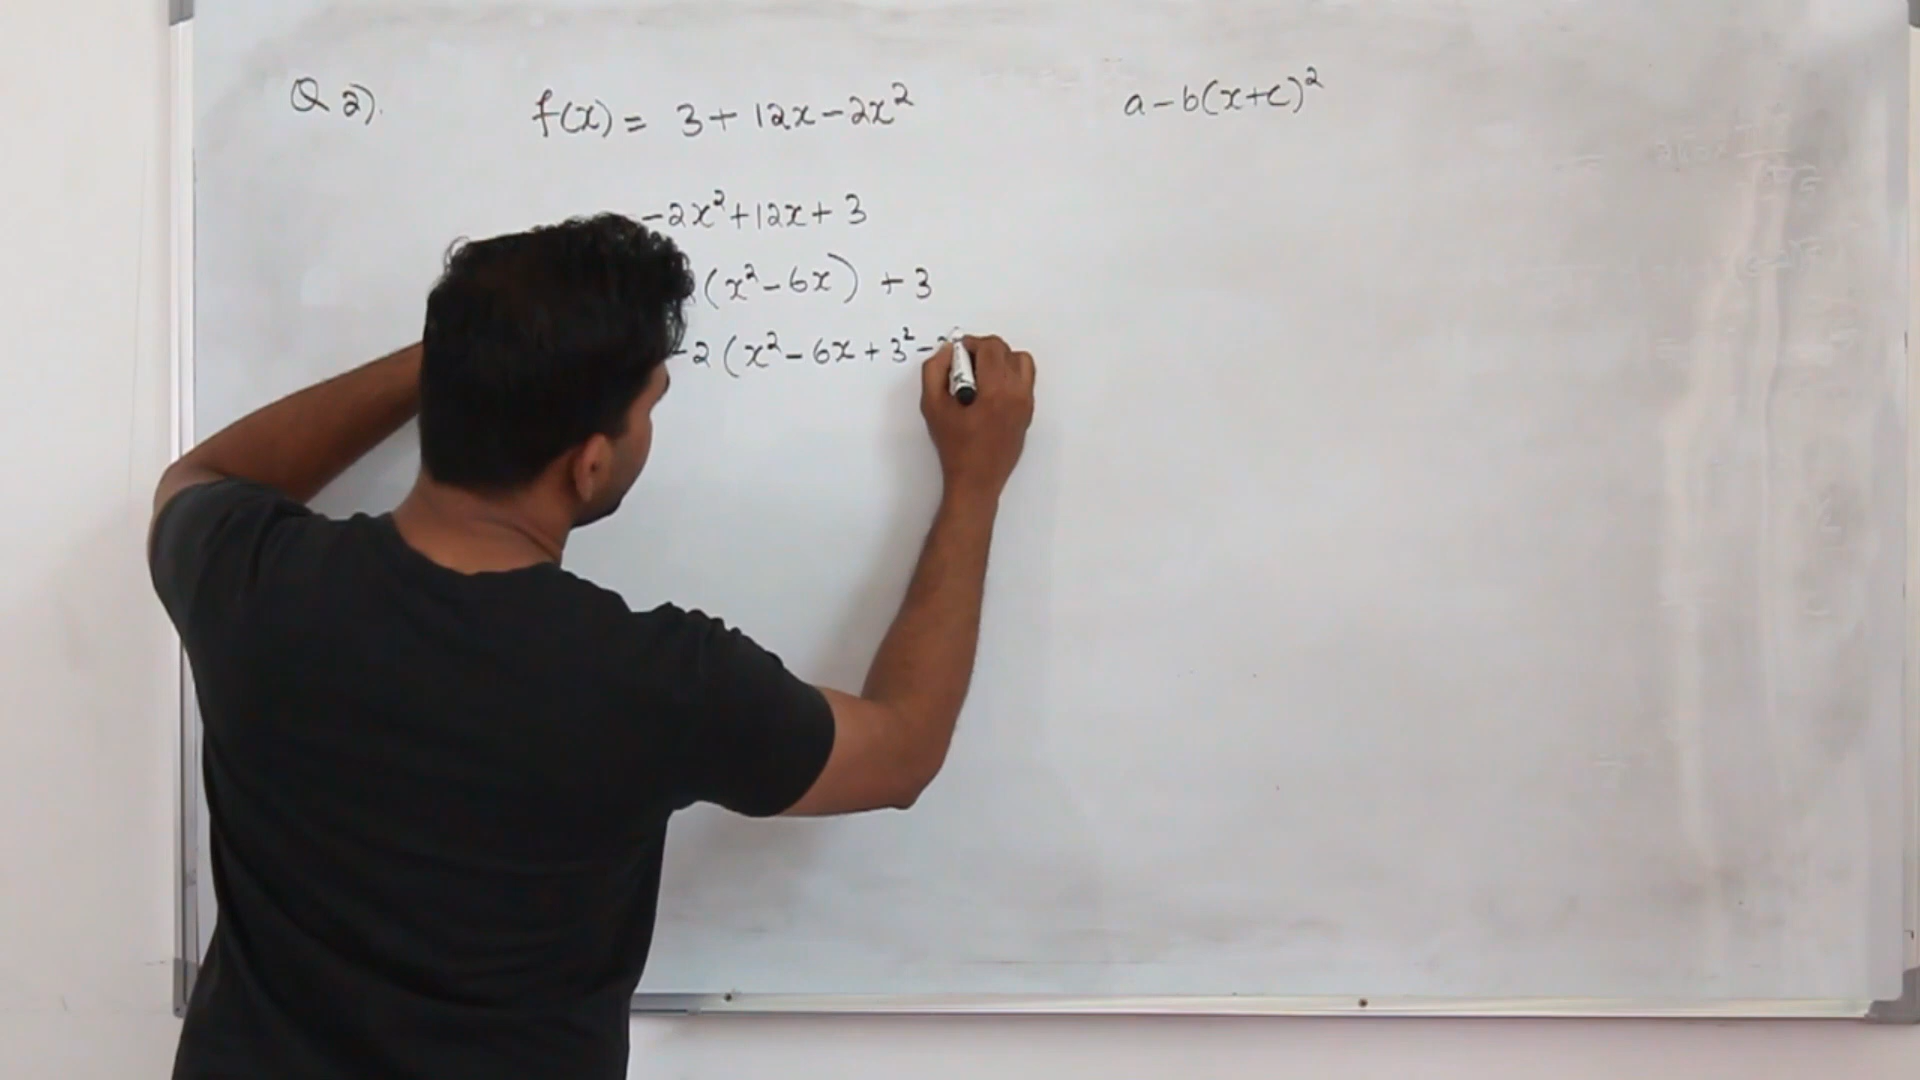 Q 2).
f(x) = 3 + 12x - 2x²
a - b(x+c)²
-2x² + 12x + 3
(x² - 6x) + 3
-2 (x² - 6x + 3² -